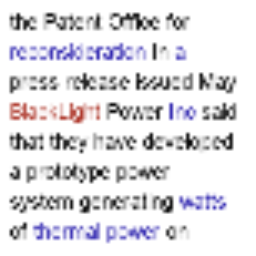 the Patent Office for
reconsideration In a
press release issued May
BlackLight Power Inc said
that they have developed
a prototype power
system generating watts
of thermal power on